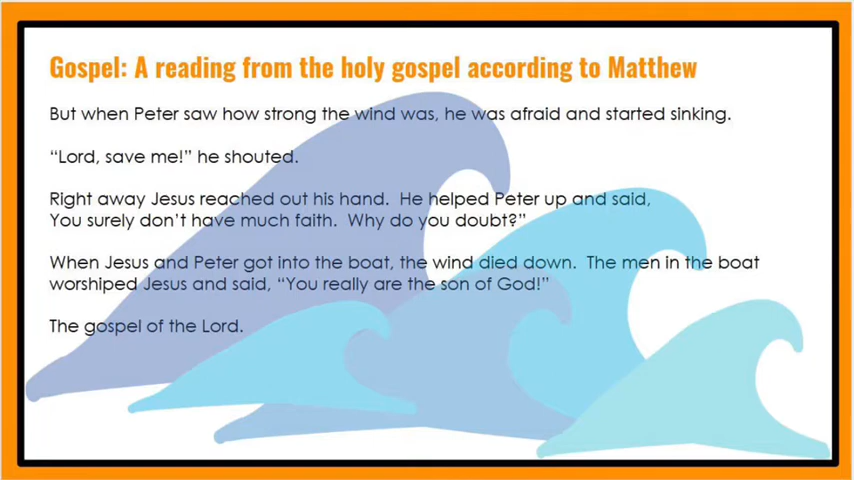 Gospel: A reading from the holy gospel according to Matthew
But when Peter saw how strong the wind was, he was afraid and started sinking.
“Lord, save me!” he shouted.
Right away Jesus reached out his hand.  He helped Peter up and said,
You surely don’t have much faith.  Why do you doubt?”
When Jesus and Peter got into the boat, the wind died down.  The men in the boat
worshiped Jesus and said, “You really are the son of God!”
The gospel of the Lord.